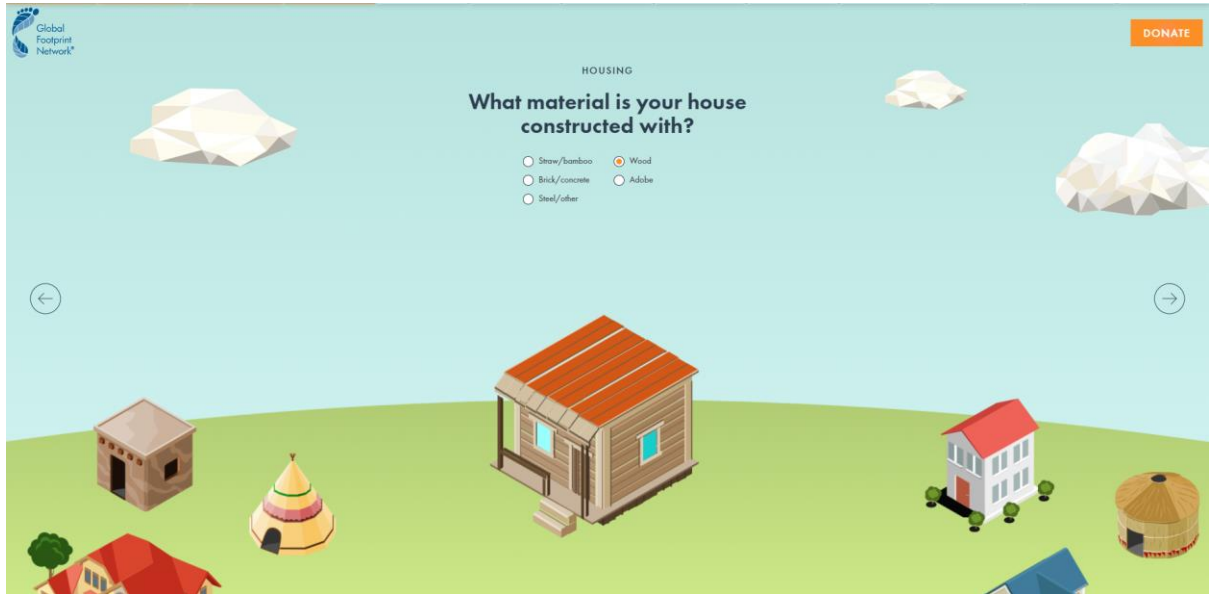 Global
Footprint
Network®
DONATE
HOUSING
What material is your house
constructed with?
Straw/bamboo
Wood
Brick/concrete
Adobe
Steel/other